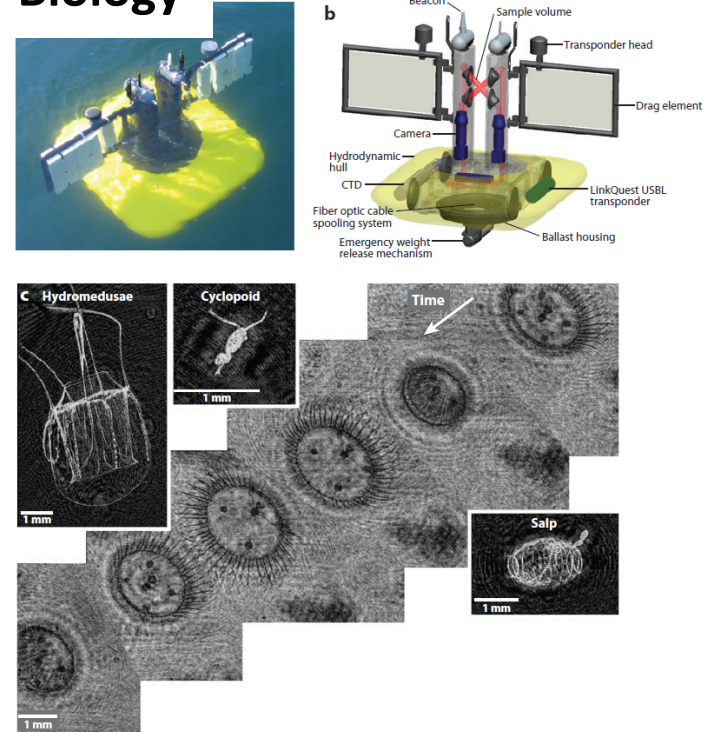 Biology
b
Beacon
Sample volume
Transponder head
Drag element
Camera
Hydrodynamic
hull
CTD
LinkQuest USBL
transponder
Fiber optic cable
spooling system
Ballast housing
Emergency weight
release mechanism
c Hydromedusae
Cyclopoid
Time
1 mm
1 mm
Salp
1 mm
1 mm